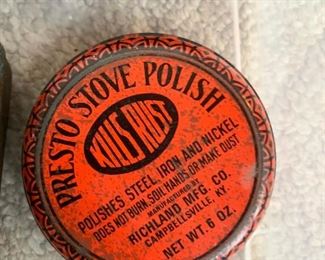 PRESTO STOVE POLISH
KILLS RUST
POLISHES STEEL, IRON AND NICKEL
DOES NOT BURN, SOIL HANDS OR MAKE DUST
MANUFACTURED BY
RICHLAND MFG. CO.
CAMPBELLSVILLE, KY.
NET WT. 6 OZ.